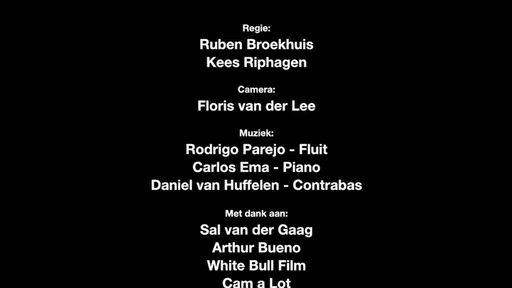 Regie:
Ruben Broekhuis
Kees Riphagen
Camera:
Floris van der Lee
Muziek:
Rodrigo Parejo - Fluit
Carlos Ema - Piano
Daniel van Huffelen - Contrabas
Met dank aan:
Sal van der Gaag
Arthur Bueno
White Bull Film
Cam a Lot